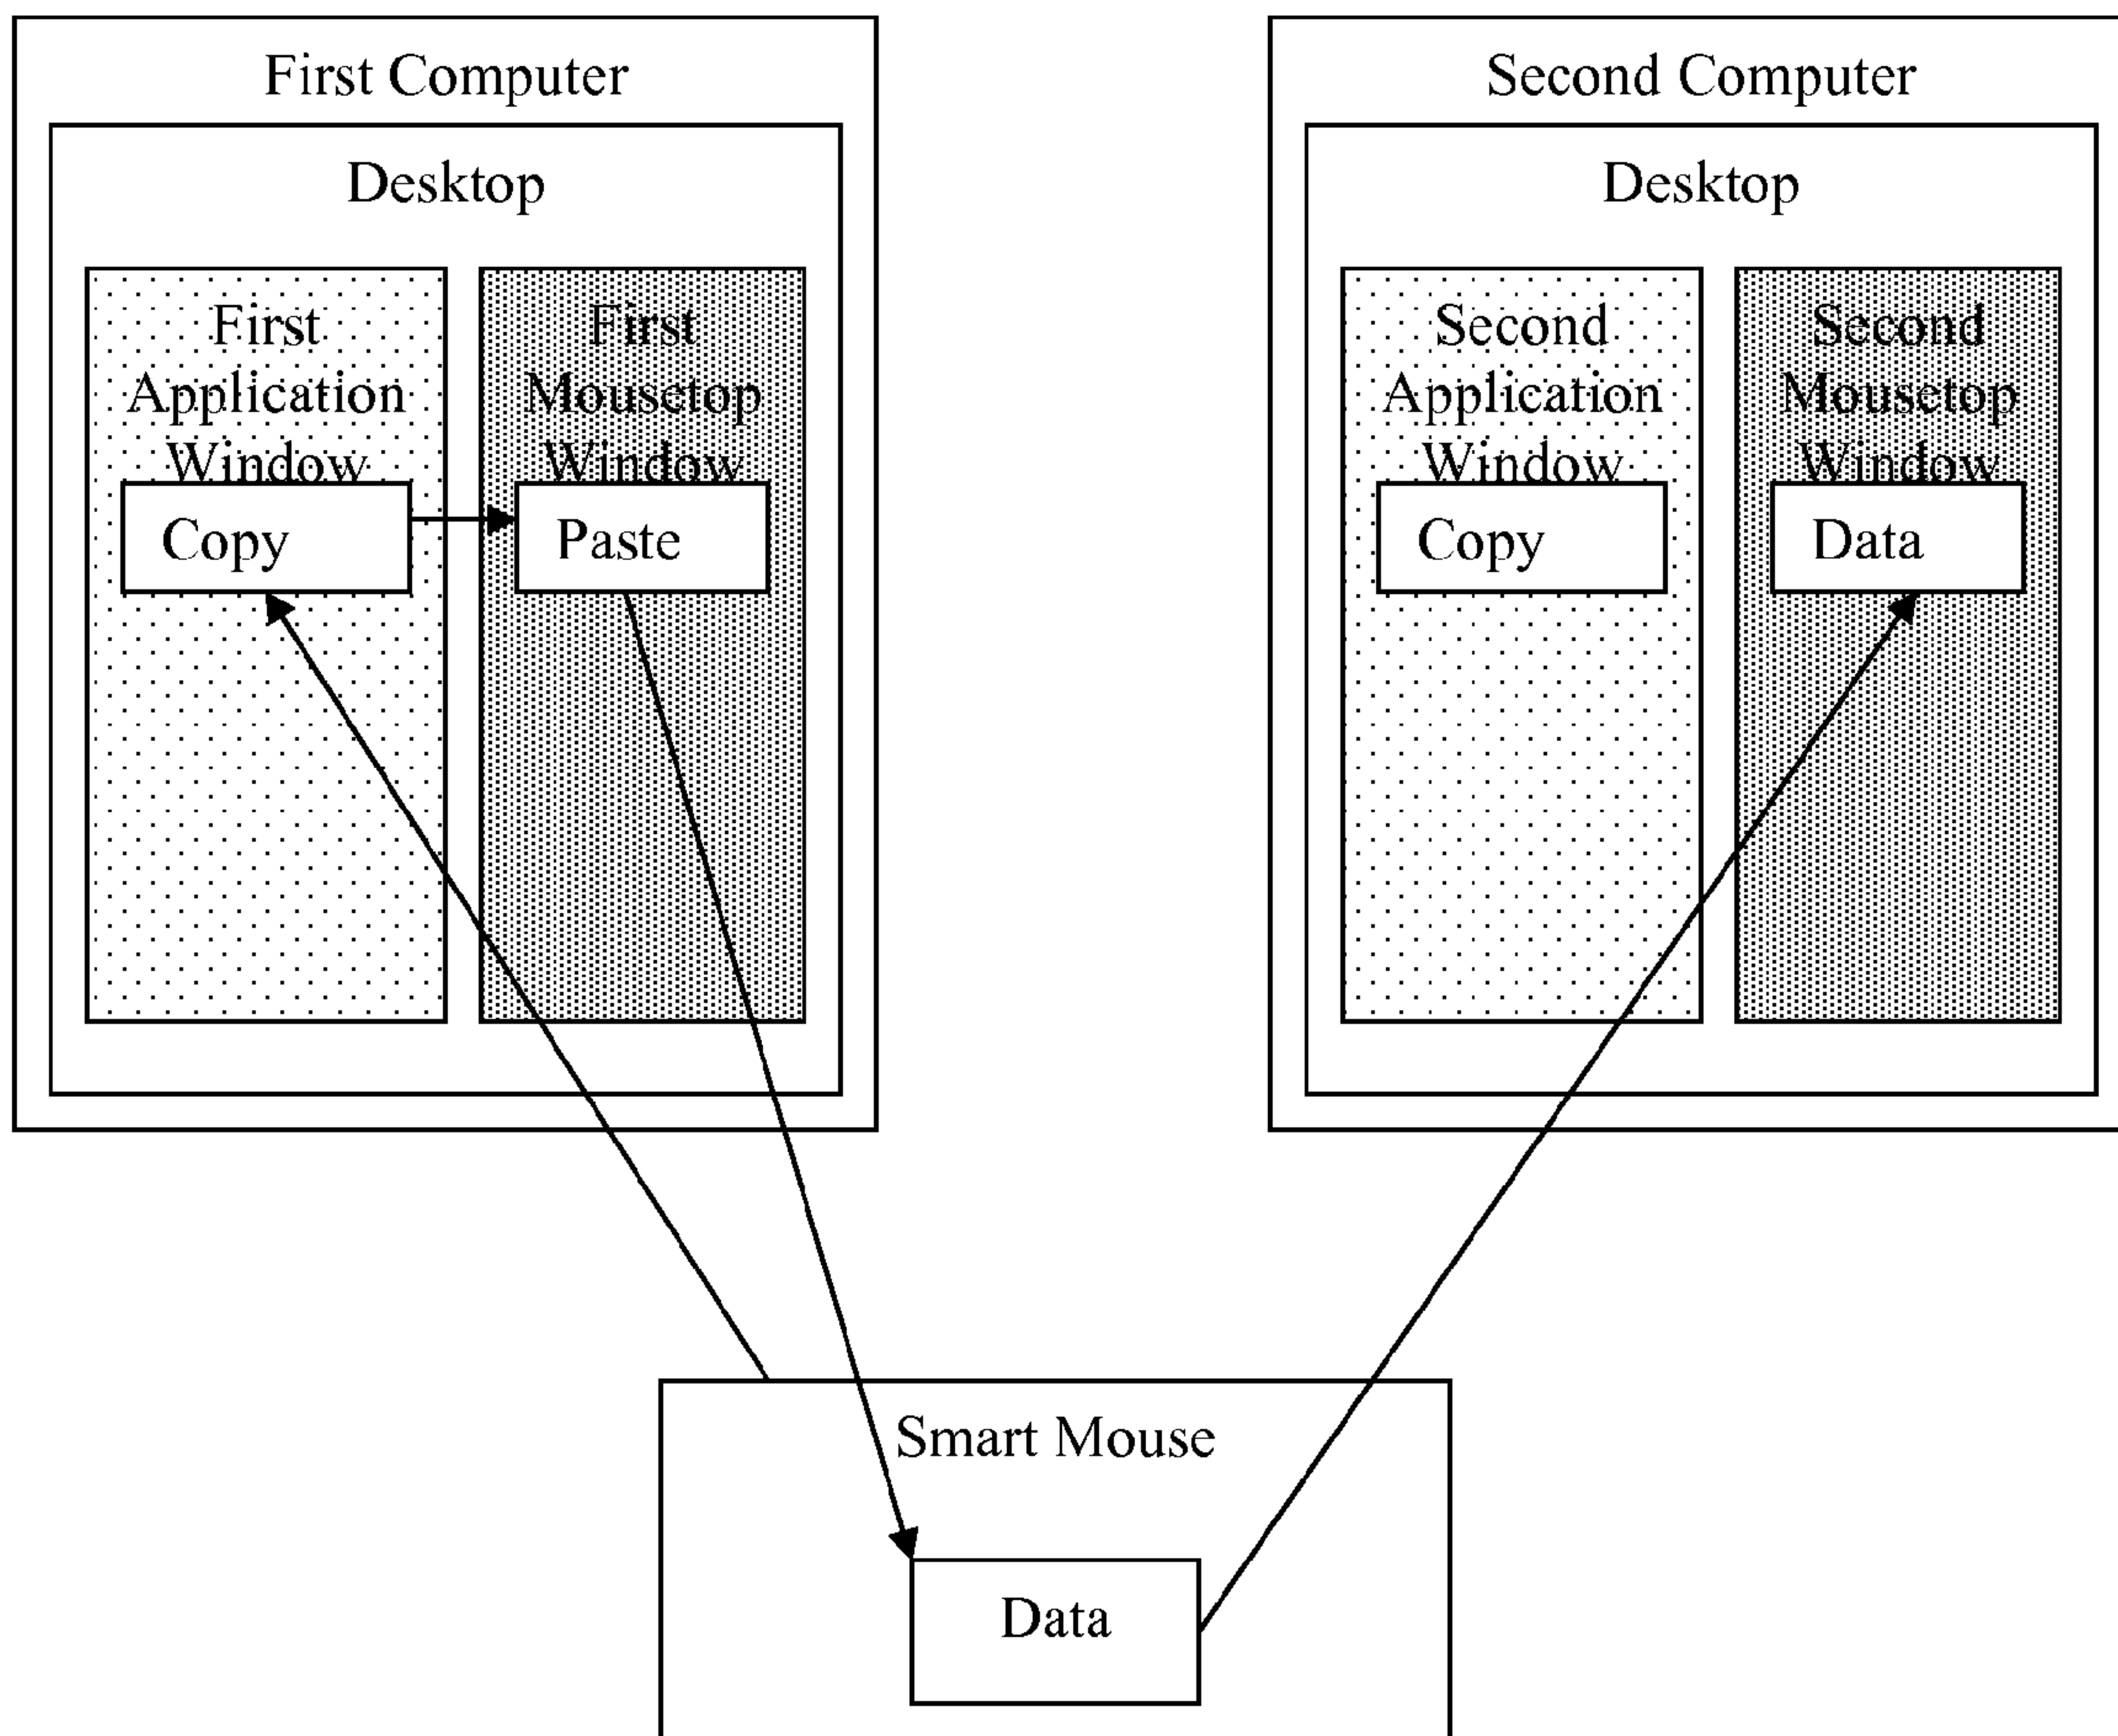 First Computer
Desktop
First
Application
Window
Copy
First
Mousetop
Window
Paste
Second Computer
Desktop
Second
Application
Window
Copy
Second
Mousetop
Window
Data
Smart Mouse
Data